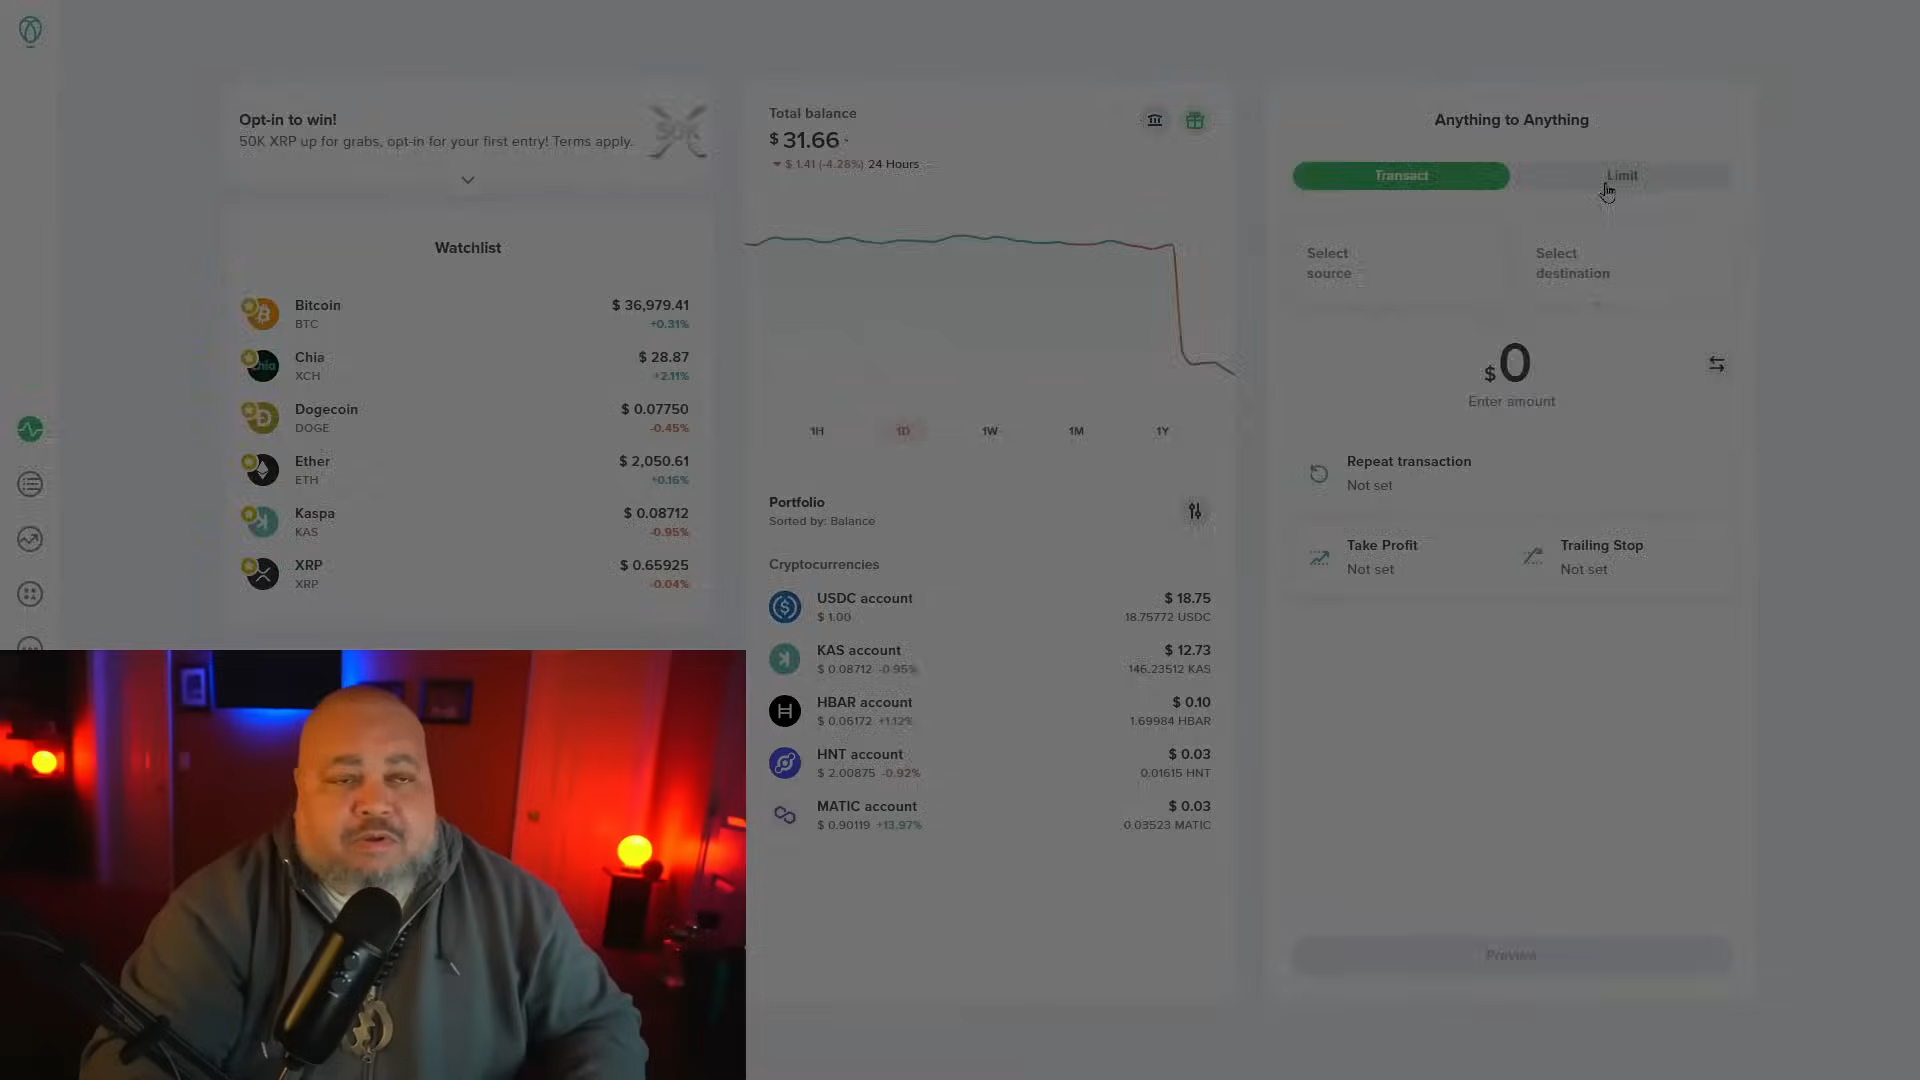 Opt-in to win!
50K XRP up for grabs, opt-in for your first entry! Terms apply.
50K
Watchlist
Bitcoin $ 36,979.41
BTC +0.31%
Chia $ 28.87
XCH +2.11%
Dogecoin $ 0.07750
DOGE -0.45%
Ether $ 2,050.61
ETH +0.16%
Kaspa $ 0.08712
KAS -0.95%
XRP $ 0.65925
XRP -0.04%
Total balance
$ 31.66
$ 1.41 (-4.28%) 24 Hours
1H 1D 1W 1M 1Y
Portfolio
Sorted by: Balance
Cryptocurrencies
USDC account $ 18.75
$ 1.00 18.75772 USDC
KAS account $ 12.73
$ 0.08712 -0.95% 146.23512 KAS
HBAR account $ 0.10
$ 0.06172 +1.12% 1.69984 HBAR
HNT account $ 0.03
$ 2.00875 -0.92% 0.01615 HNT
MATIC account $ 0.03
$ 0.90119 +13.97% 0.03523 MATIC
Anything to Anything
Transact Limit
Select source
Select destination
$ 0
Enter amount
Repeat transaction
Not set
Take Profit
Not set
Trailing Stop
Not set
Preview